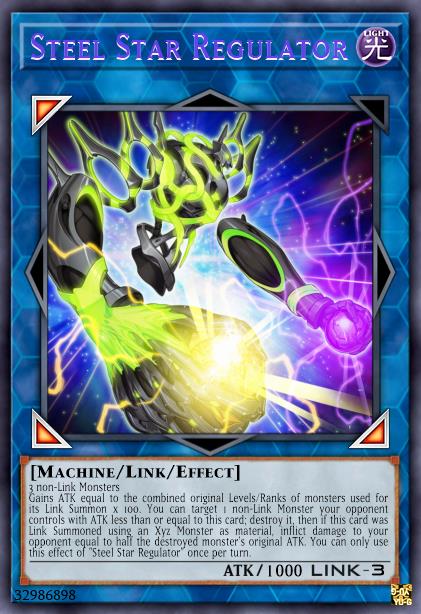 Steel Star Regulator
LIGHT
光
[Machine/Link/Effect]
3 non-Link Monsters
Gains ATK equal to the combined original Levels/Ranks of monsters used for
its Link Summon x 100. You can target 1 non-Link Monster your opponent
controls with ATK less than or equal to this card; destroy it, then if this card was
Link Summoned using an Xyz Monster as material, inflict damage to your
opponent equal to half the destroyed monster's original ATK. You can only use
this effect of "Steel Star Regulator" once per turn.
ATK/1000 LINK-3
32986898